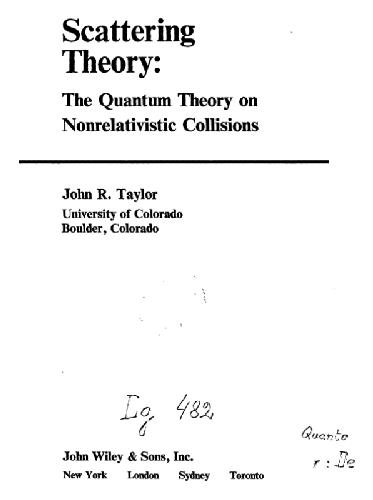 Scattering
Theory:
The Quantum Theory on
Nonrelativistic Collisions
John R. Taylor
University of Colorado
Boulder, Colorado
482
Quanto
John Wiley & Sons, Inc.
New York London Sydney Toronto